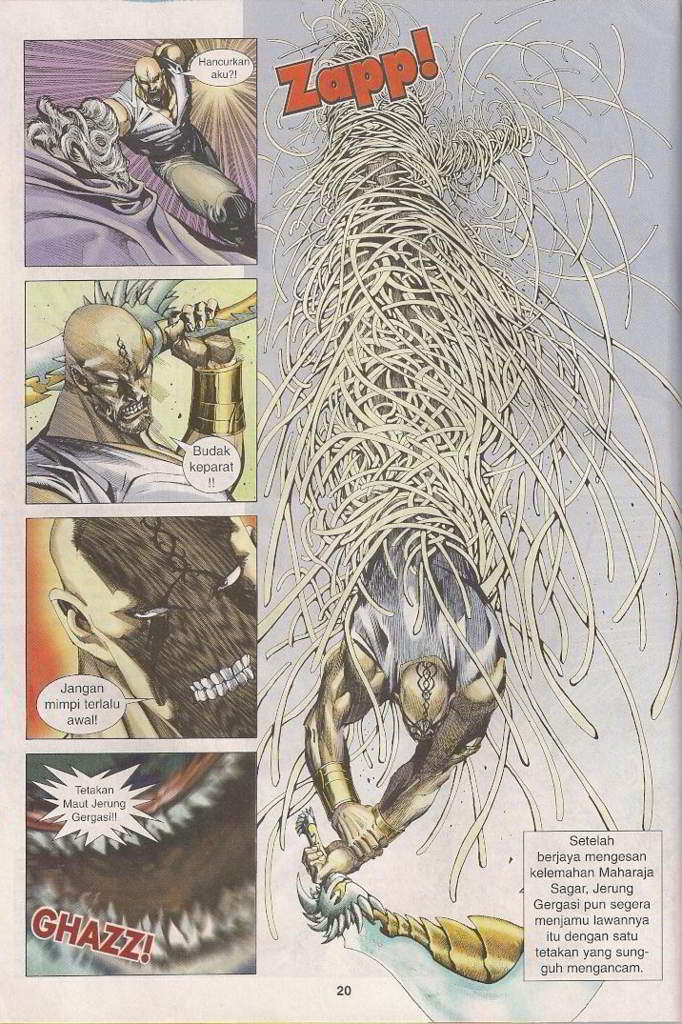 Hancurkan
aku?!
Budak
keparat
!!
Jangan
mimpi terlalu
awal!
Tetakan
Maut Jerung
Gergasi!!
GHAZZ!
Zapp!
Setelah
berjaya mengesan
kelemahan Maharaja
Sagar, Jerung
Gergasi pun segera
menjamu lawannya
itu dengan satu
tetakan yang sung-
guh mengancam.
20